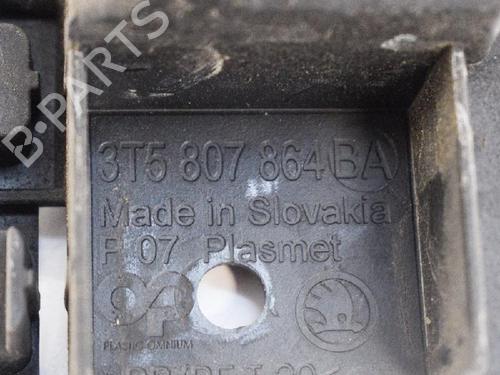 B-PARTS
3T5 807 864 BA
Made in Slovakia
P 07 Plasmet
PLASTIC OMNIUM